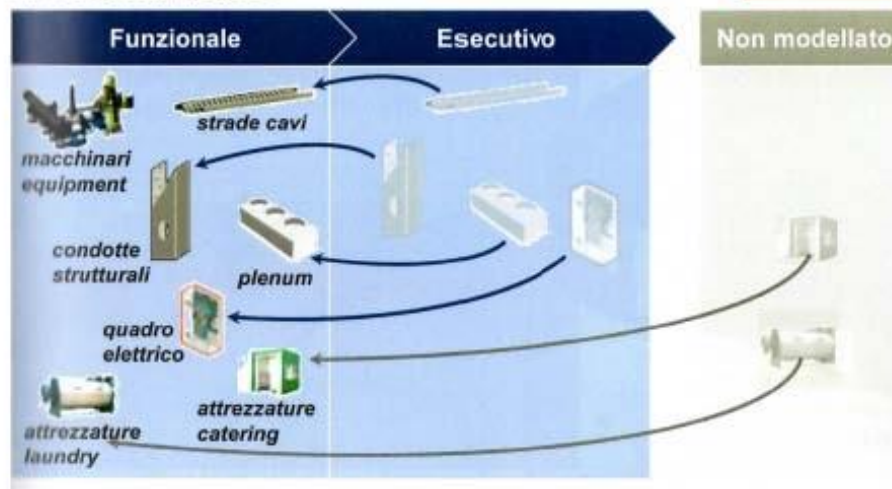 Funzionale
Esecutivo
Non modellato
strade cavi
macchinari
equipment
condotte
strutturali
plenum
quadro
elettrico
attrezzature
catering
attrezzature
laundry